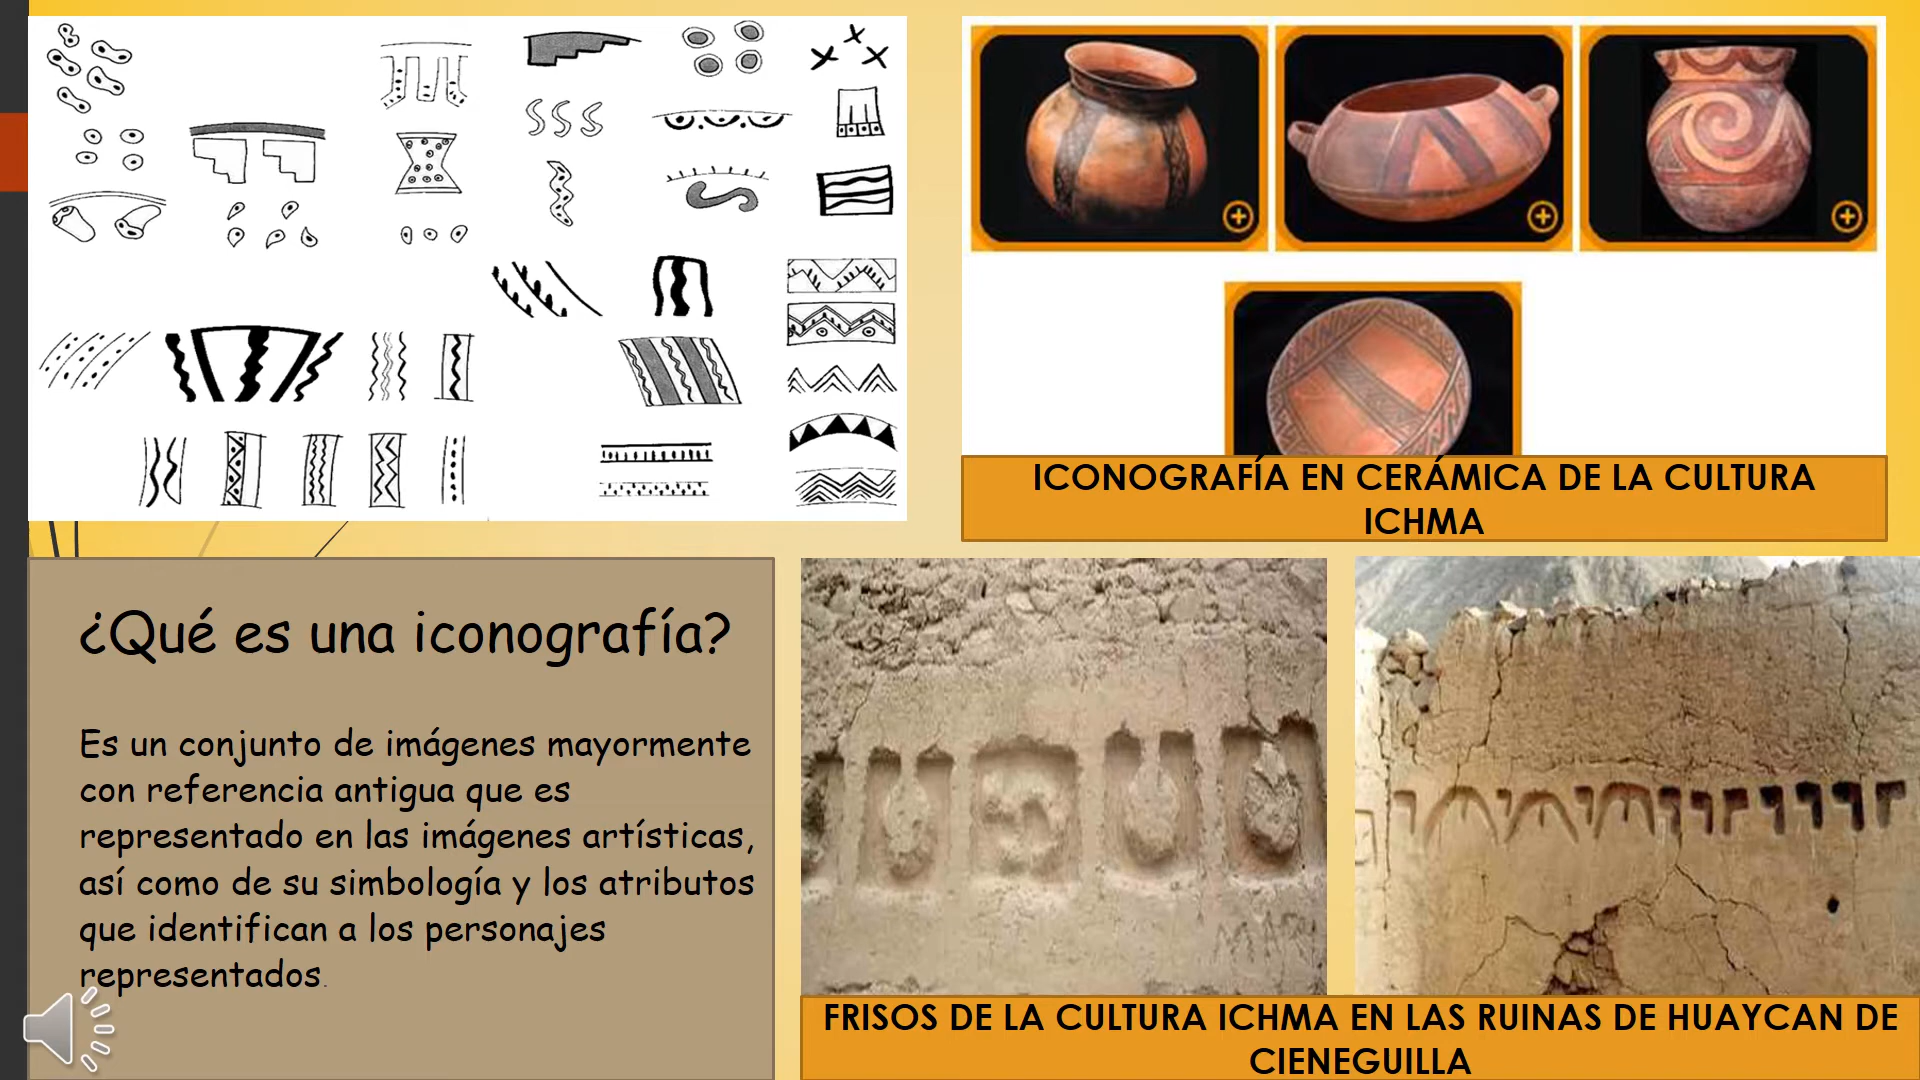 ICONOGRAFÍA EN CERÁMICA DE LA CULTURA
ICHMA
¿Qué es una iconografía?
Es un conjunto de imágenes mayormente
con referencia antigua que es
representado en las imágenes artísticas,
así como de su simbología y los atributos
que identifican a los personajes
representados.
FRISOS DE LA CULTURA ICHMA EN LAS RUINAS DE HUAYCAN DE
CIENEGUILLA